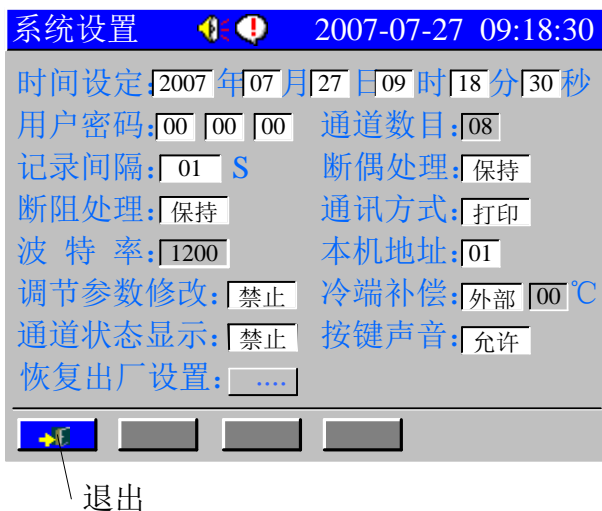 系统设置 2007-07-27 09:18:30
时间设定:2007 年07 月27 日09 时18 分30 秒
用户密码:00 00 00 通道数目:08
记录间隔: 01 S 断偶处理:保持
断阻处理:保持 通讯方式:打印
波 特 率:1200 本机地址:01
调节参数修改:禁止 冷端补偿:外部 00 ℃
通道状态显示:禁止 按键声音:允许
恢复出厂设置: ....
退出